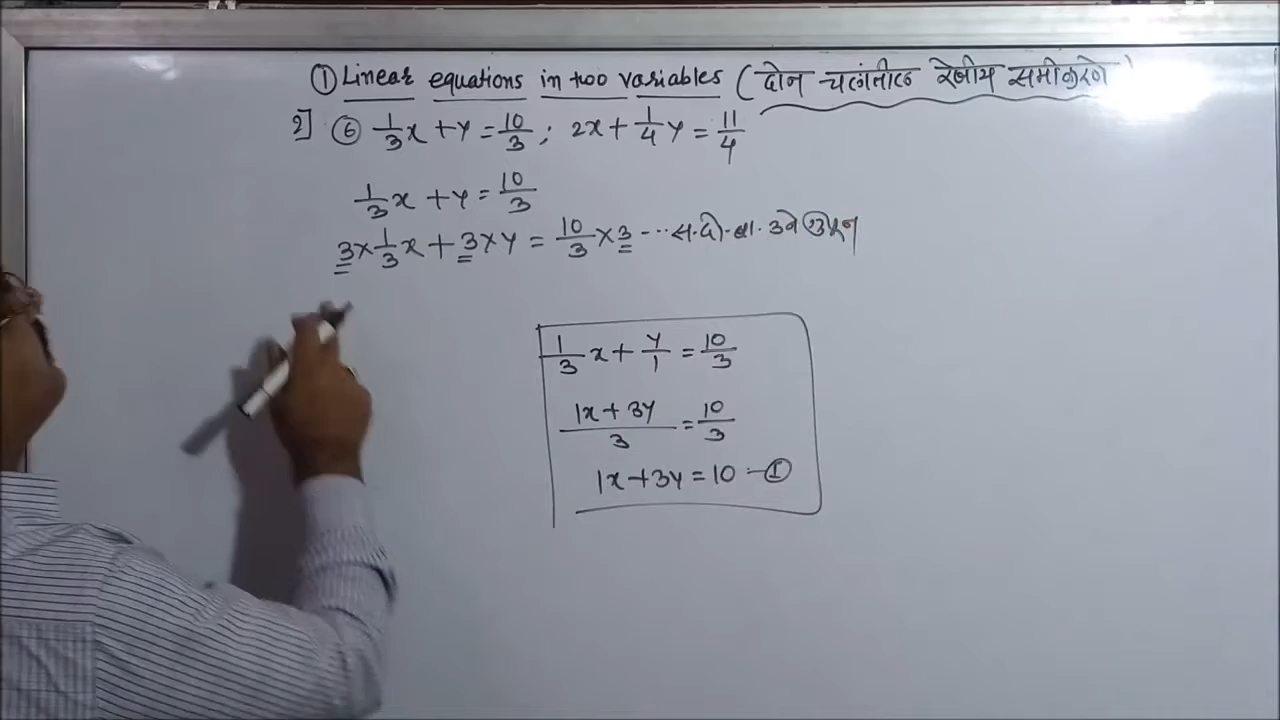 ① Linear equations in two variables (दोन चलांतील रेषीय समीकरणे)
2] ⑥ 1/3 x + y = 10/3 ; 2x + 1/4 y = 11/4
1/3 x + y = 10/3
3 × 1/3 x + 3 × y = 10/3 × 3 ... स. दो. बा. 3ने गुणून
1/3 x + y/1 = 10/3
1x + 3y / 3 = 10/3
1x + 3y = 10 — Ⓘ